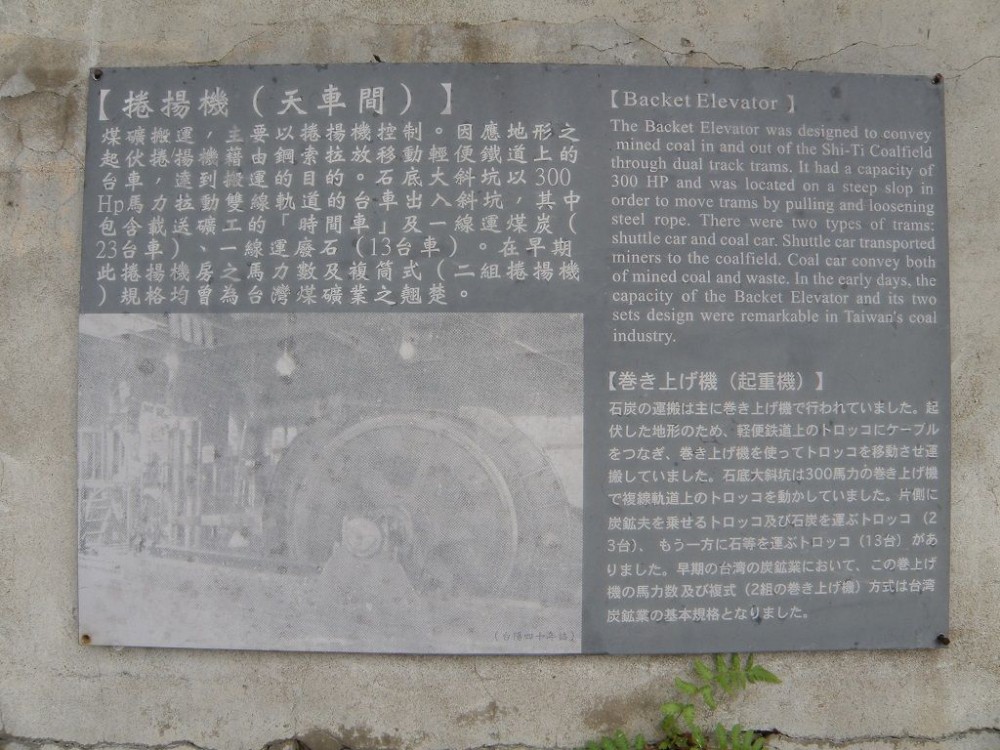 【捲揚機（天車間）】
煤礦搬運，主要以捲揚機控制。因應地形之
起伏捲揚機藉由鋼索拉放移動輕便鐵道上的
台車，達到搬運的目的。石底大斜坑以300
Hp馬力拉動雙線軌道的台車出入斜坑，其中
包含載送礦工的「時間車」及一線運煤炭（
23台車）、一線運廢石（13台車）。在早期
此捲揚機房之馬力數及複筒式（二組捲揚機
）規格均曾為台灣煤礦業之翹楚。
【Backet Elevator】
The Backet Elevator was designed to convey
mined coal in and out of the Shi-Ti Coalfield
through dual track trams. It had a capacity of
300 HP and was located on a steep slop in
order to move trams by pulling and loosening
steel rope. There were two types of trams:
shuttle car and coal car. Shuttle car transported
miners to the coalfield. Coal car convey both
of mined coal and waste. In the early days, the
capacity of the Backet Elevator and its two
sets design were remarkable in Taiwan's coal
industry.
【巻き上げ機（起重機）】
石炭の運搬は主に巻き上げ機で行われていました。起
伏した地形のため、軽便鉄道上のトロッコにケーブル
をつなぎ、巻き上げ機を使ってトロッコを移動させ運
搬していました。石底大斜坑は300馬力の巻き上げ機
で複線軌道上のトロッコを動かしていました。片側に
炭鉱夫を乗せるトロッコ及び石炭を運ぶトロッコ（2
3台）、もう一方に石等を運ぶトロッコ（13台）があ
りました。早期の台湾の炭鉱業において、この巻上げ
機の馬力数及び複式（2組の巻き上げ機）方式は台湾
炭鉱業の基本規格となりました。
（台陽四十年誌）